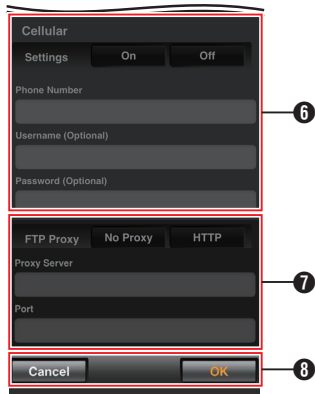 Cellular
Settings On Off
Phone Number
6
Username (Optional)
Password (Optional)
FTP Proxy No Proxy HTTP
Proxy Server
7
Port
Cancel OK 8